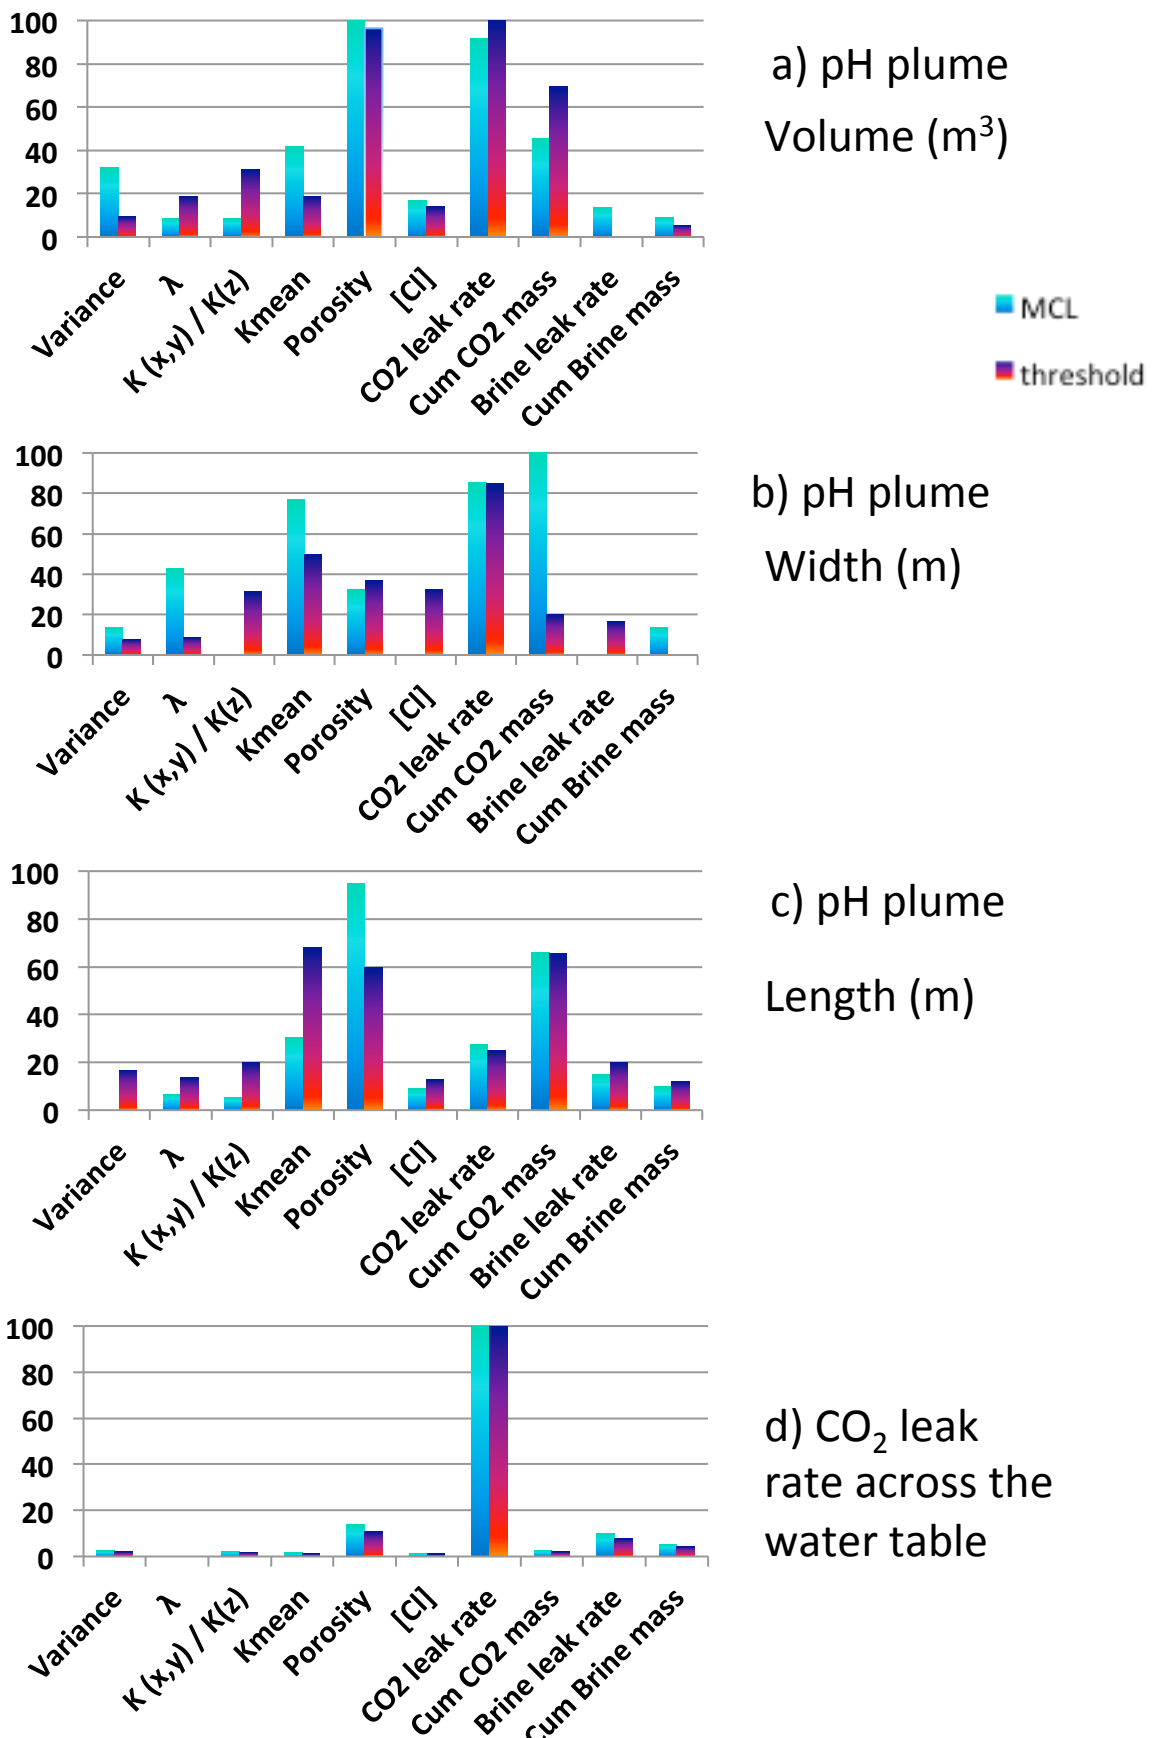 100
80
60
40
20
0
Variance
λ
K (x,y) / K(z)
Kmean
Porosity
[Cl]
CO2 leak rate
Cum CO2 mass
Brine leak rate
Cum Brine mass
a) pH plume
Volume (m³)
MCL
threshold
100
80
60
40
20
0
Variance
λ
K (x,y) / K(z)
Kmean
Porosity
[Cl]
CO2 leak rate
Cum CO2 mass
Brine leak rate
Cum Brine mass
b) pH plume
Width (m)
100
80
60
40
20
0
Variance
λ
K (x,y) / K(z)
Kmean
Porosity
[Cl]
CO2 leak rate
Cum CO2 mass
Brine leak rate
Cum Brine mass
c) pH plume
Length (m)
100
80
60
40
20
0
Variance
λ
K (x,y) / K(z)
Kmean
Porosity
[Cl]
CO2 leak rate
Cum CO2 mass
Brine leak rate
Cum Brine mass
d) CO₂ leak
rate across the
water table